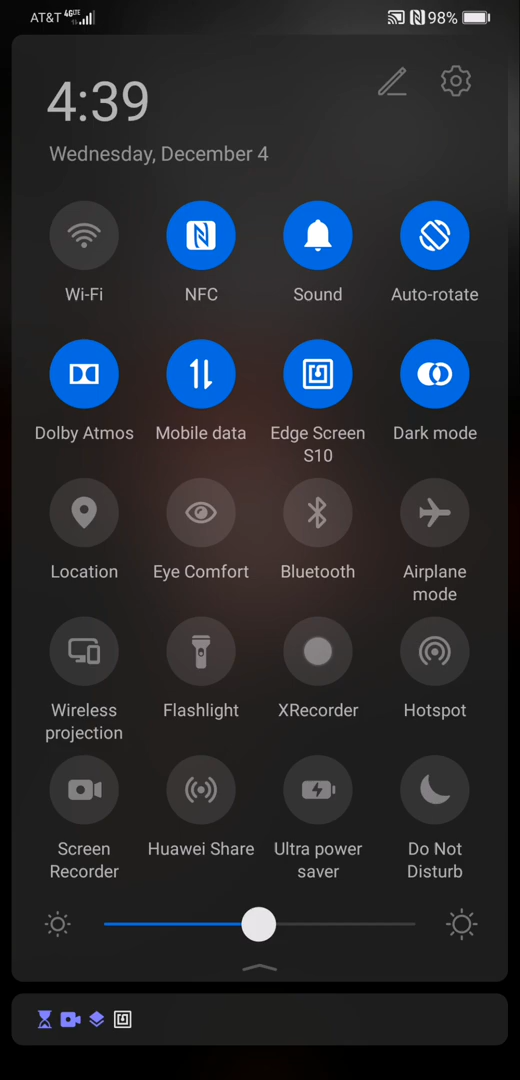 AT&T 4G LTE 98%
4:39
Wednesday, December 4
Wi-Fi NFC Sound Auto-rotate
Dolby Atmos Mobile data Edge Screen S10 Dark mode
Location Eye Comfort Bluetooth Airplane mode
Wireless projection Flashlight XRecorder Hotspot
Screen Recorder Huawei Share Ultra power saver Do Not Disturb